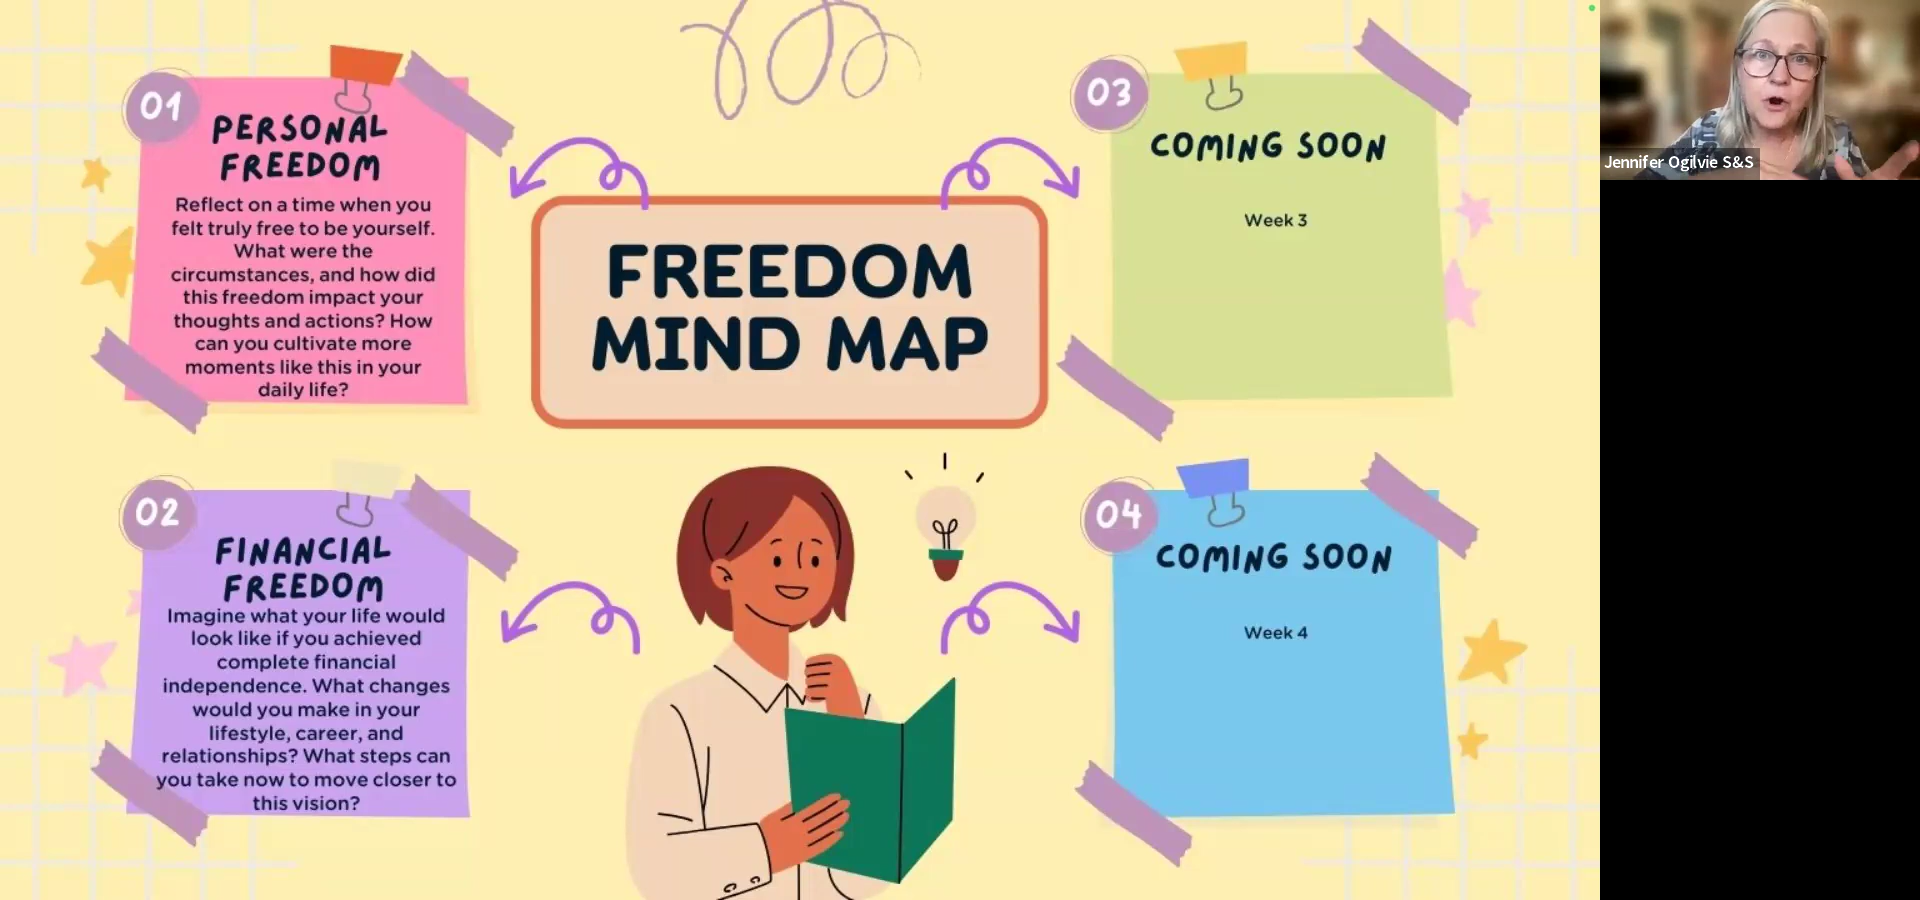 01
PERSONAL
FREEDOM
Reflect on a time when you
felt truly free to be yourself.
What were the
circumstances, and how did
this freedom impact your
thoughts and actions? How
can you cultivate more
moments like this in your
daily life?
02
FINANCIAL
FREEDOM
Imagine what your life would
look like if you achieved
complete financial
independence. What changes
would you make in your
lifestyle, career, and
relationships? What steps can
you take now to move closer to
this vision?
FREEDOM
MIND MAP
03
COMING SOON
Week 3
04
COMING SOON
Week 4
Jennifer Ogilvie S&S